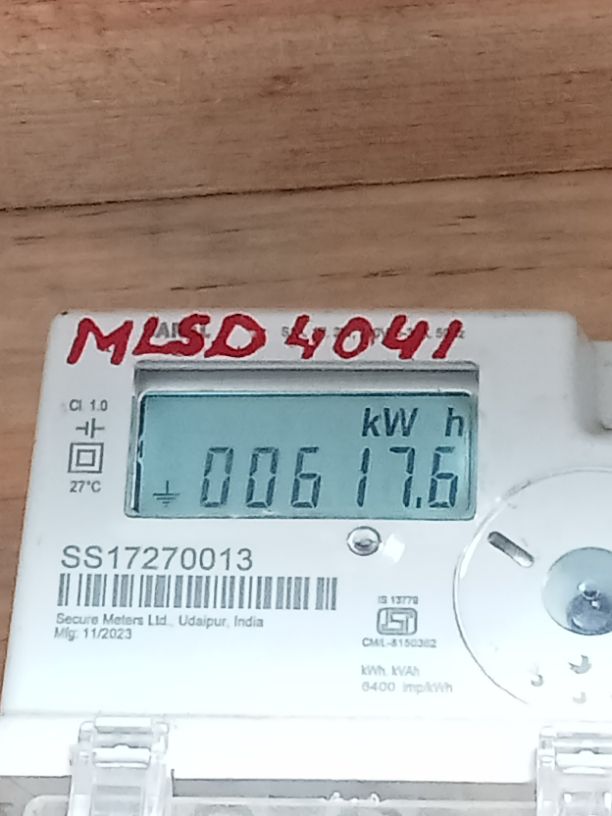 MLSD 4041
Cl 1.0
kW h
00617.6
27°C
SS17270013
Secure Meters Ltd., Udaipur, India
Mfg: 11/2023
IS 13779
CM/L-8150362
kWh, kVAh
6400 imp/kWh